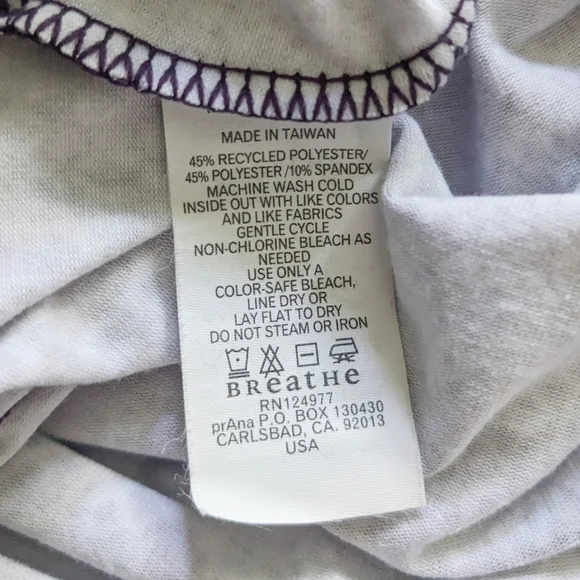 MADE IN TAIWAN
45% RECYCLED POLYESTER/
45% POLYESTER /10% SPANDEX
MACHINE WASH COLD
INSIDE OUT WITH LIKE COLORS
AND LIKE FABRICS
GENTLE CYCLE
NON-CHLORINE BLEACH AS
NEEDED
USE ONLY A
COLOR-SAFE BLEACH,
LINE DRY OR
LAY FLAT TO DRY
DO NOT STEAM OR IRON
BReatHe
RN124977
prAna P.O. BOX 130430
CARLSBAD, CA. 92013
USA